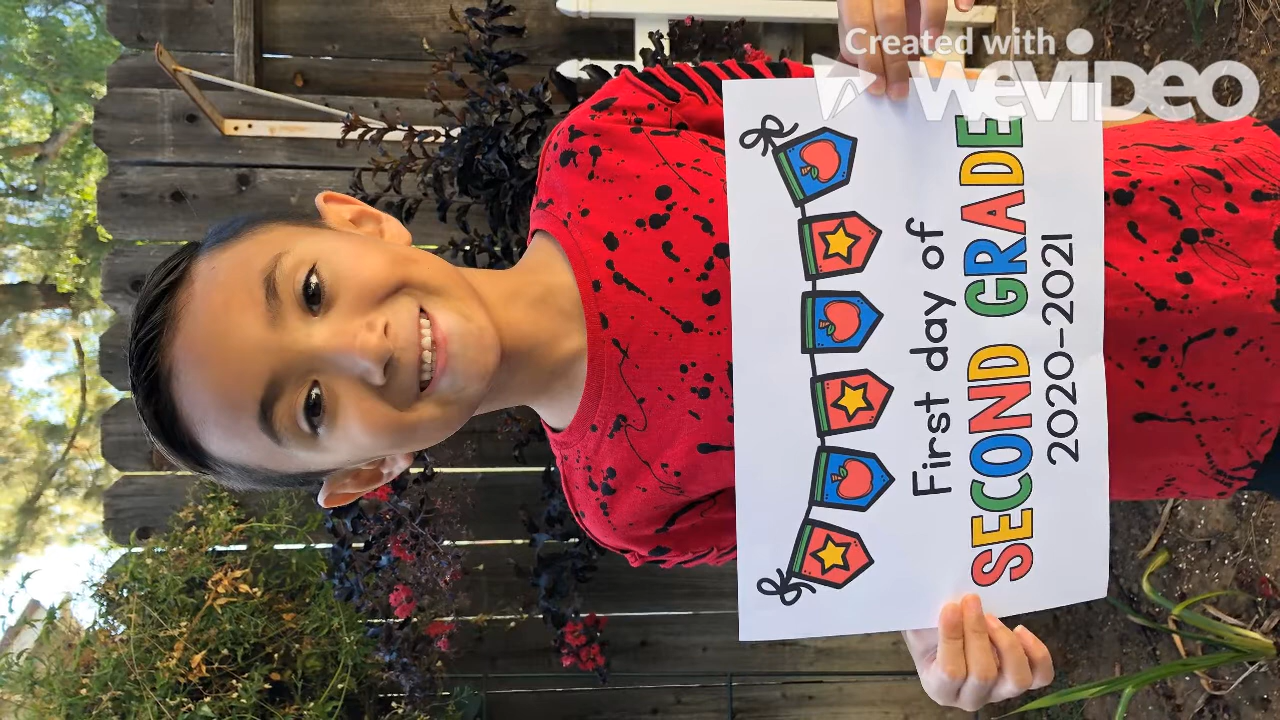 Created with
WEVIDEO
First day of
SECOND GRADE
2020-2021